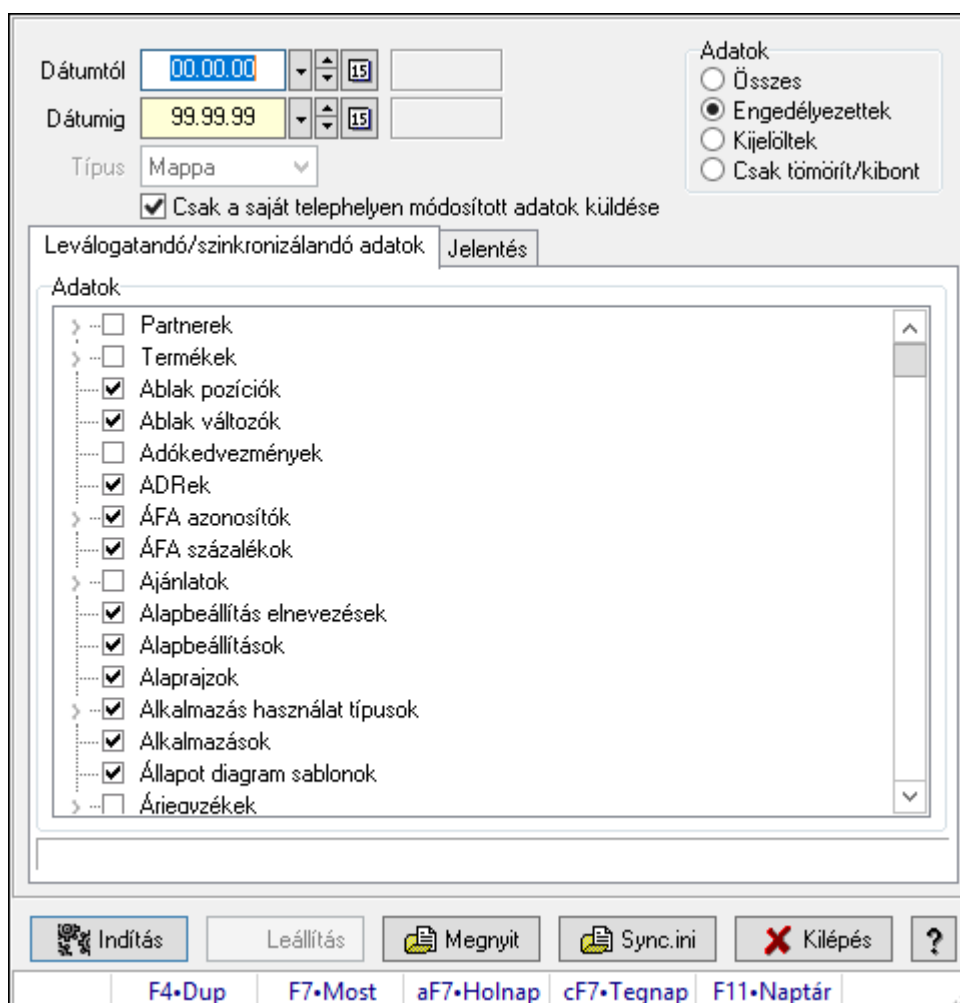 Dátumtól 00.00.00 15
Dátumig 99.99.99 15
Típus Mappa
Csak a saját telephelyen módosított adatok küldése
Adatok
Összes
Engedélyezettek
Kijelöltek
Csak tömörít/kibont
Leválogatandó/szinkronizálandó adatok Jelentés
Adatok
Partnerek
Termékek
Ablak pozíciók
Ablak változók
Adókedvezmények
ADRek
ÁFA azonosítók
ÁFA százalékok
Ajánlatok
Alapbeállítás elnevezések
Alapbeállítások
Alaprajzok
Alkalmazás használat típusok
Alkalmazások
Állapot diagram sablonok
Árjegyzékek
Indítás Leállítás Megnyit Sync.ini Kilépés ?
F4•Dup F7•Most aF7•Holnap cF7•Tegnap F11•Naptár